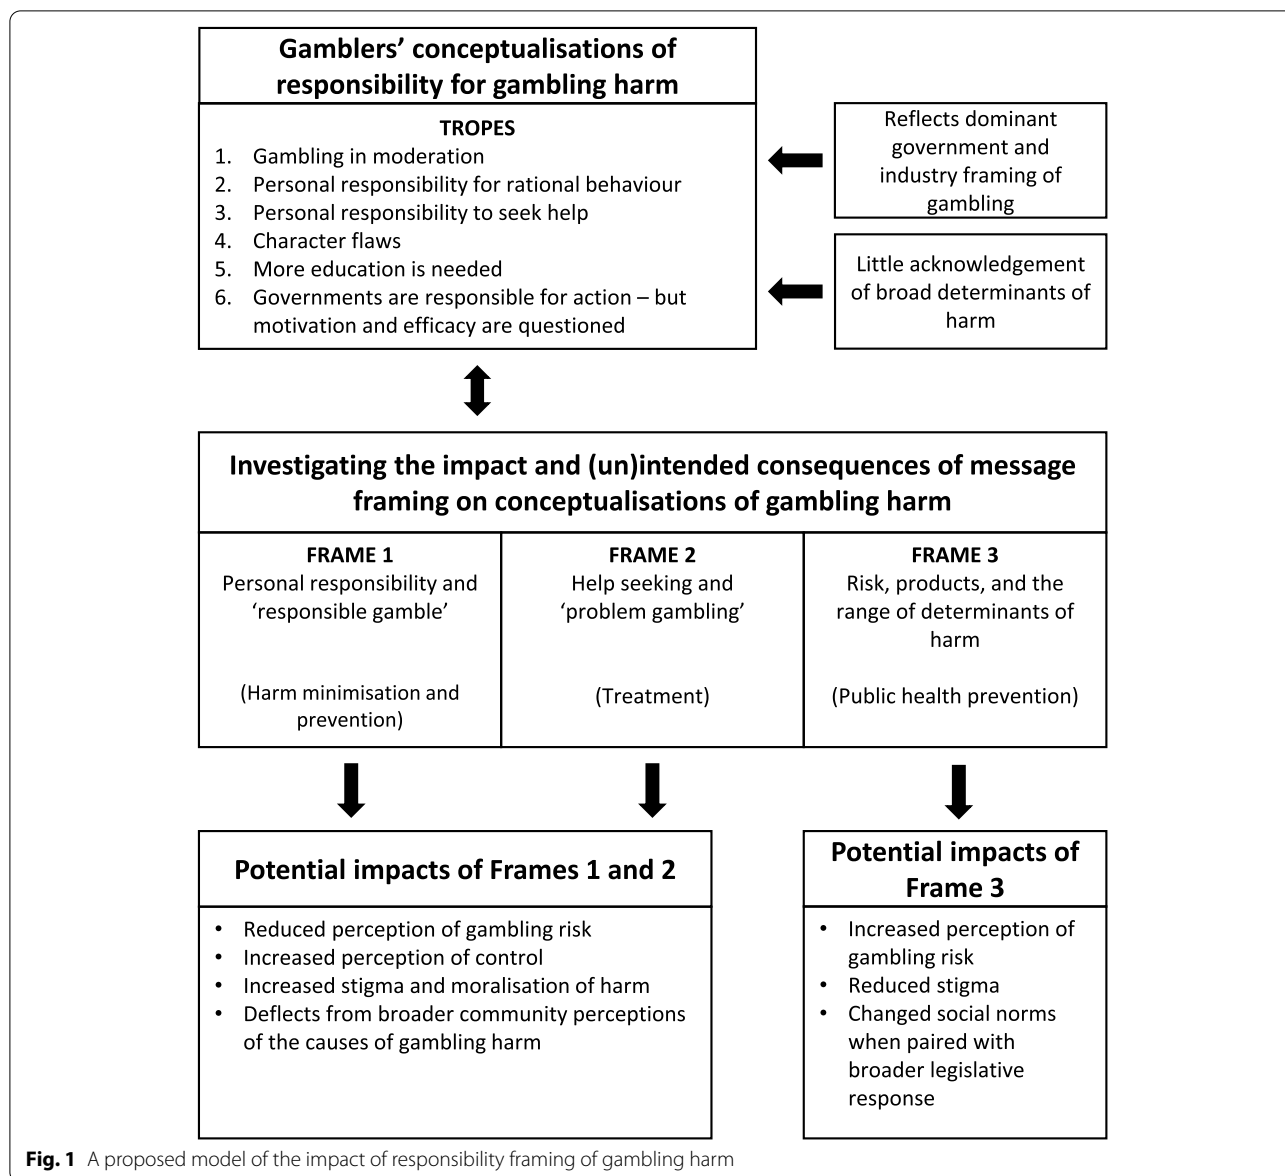 Gamblers’ conceptualisations of
responsibility for gambling harm
TROPES
1. Gambling in moderation
2. Personal responsibility for rational behaviour
3. Personal responsibility to seek help
4. Character flaws
5. More education is needed
6. Governments are responsible for action – but
motivation and efficacy are questioned
Reflects dominant
government and
industry framing of
gambling
Little acknowledgement
of broad determinants of
harm
Investigating the impact and (un)intended consequences of message
framing on conceptualisations of gambling harm
FRAME 1
Personal responsibility and
‘responsible gamble’
(Harm minimisation and
prevention)
FRAME 2
Help seeking and
‘problem gambling’
(Treatment)
FRAME 3
Risk, products, and the
range of determinants of
harm
(Public health prevention)
Potential impacts of Frames 1 and 2
• Reduced perception of gambling risk
• Increased perception of control
• Increased stigma and moralisation of harm
• Deflects from broader community perceptions
of the causes of gambling harm
Potential impacts of
Frame 3
• Increased perception of
gambling risk
• Reduced stigma
• Changed social norms
when paired with
broader legislative
response
Fig. 1 A proposed model of the impact of responsibility framing of gambling harm